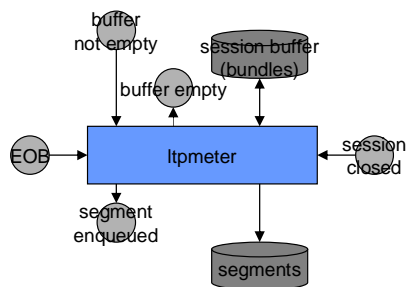 buffer
not empty
session buffer
(bundles)
buffer empty
ltpmeter
EOB
session
closed
segment
enqueued
segments